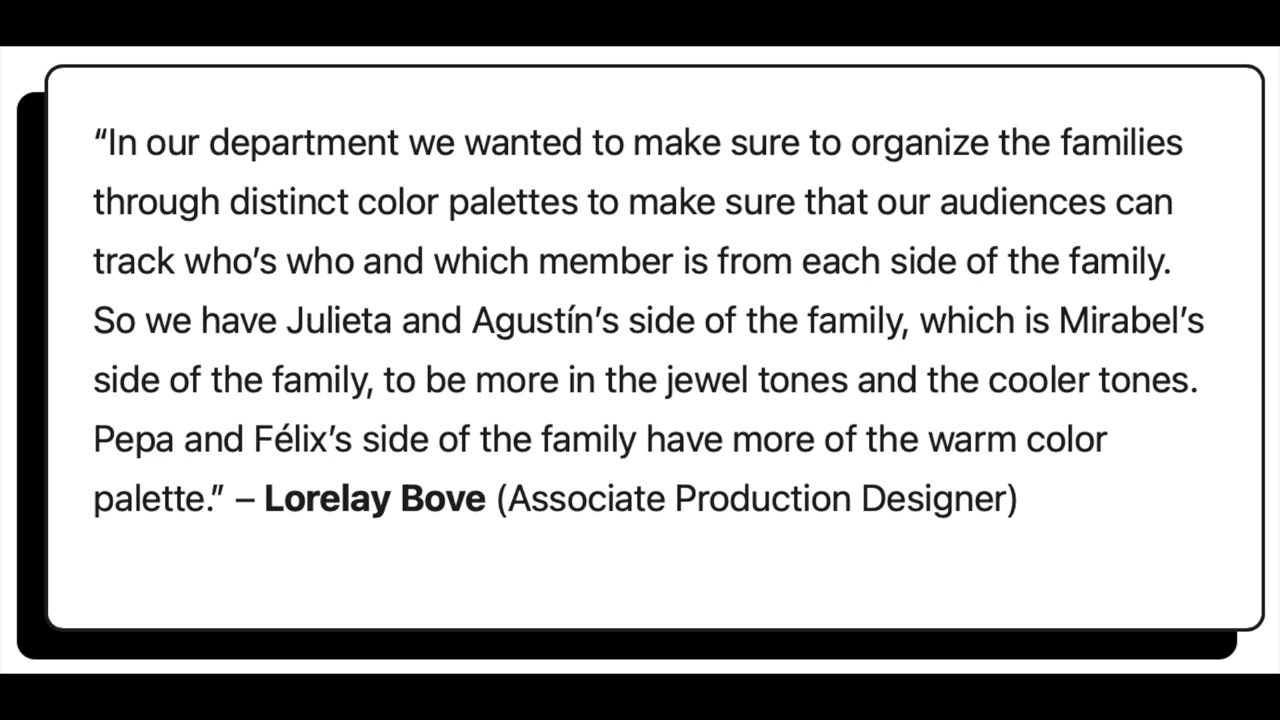 “In our department we wanted to make sure to organize the families
through distinct color palettes to make sure that our audiences can
track who’s who and which member is from each side of the family.
So we have Julieta and Agustín’s side of the family, which is Mirabel’s
side of the family, to be more in the jewel tones and the cooler tones.
Pepa and Félix’s side of the family have more of the warm color
palette.” – Lorelay Bove (Associate Production Designer)